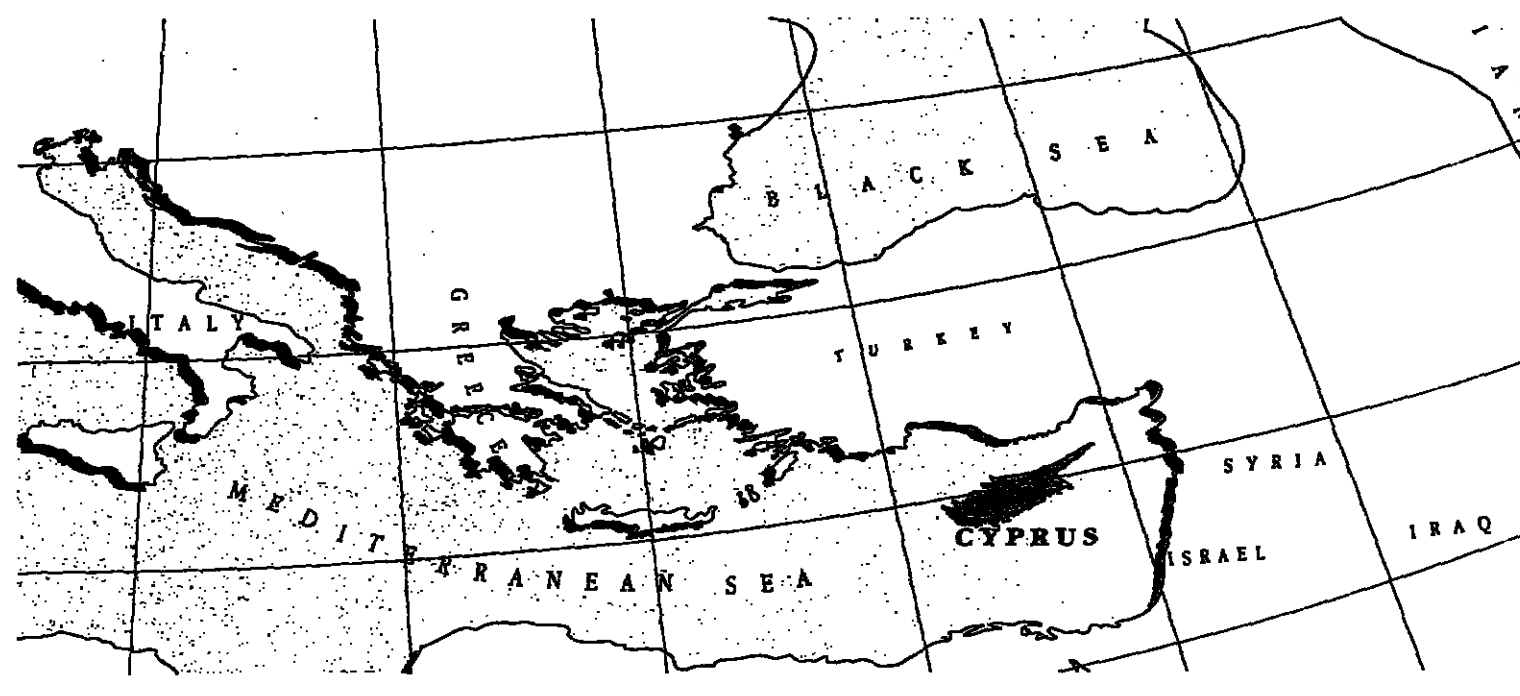 BLACK SEA
GREECE
ITALY
TURKEY
SYRIA
MEDITERRANEAN SEA
CYPRUS
IRAQ
ISRAEL